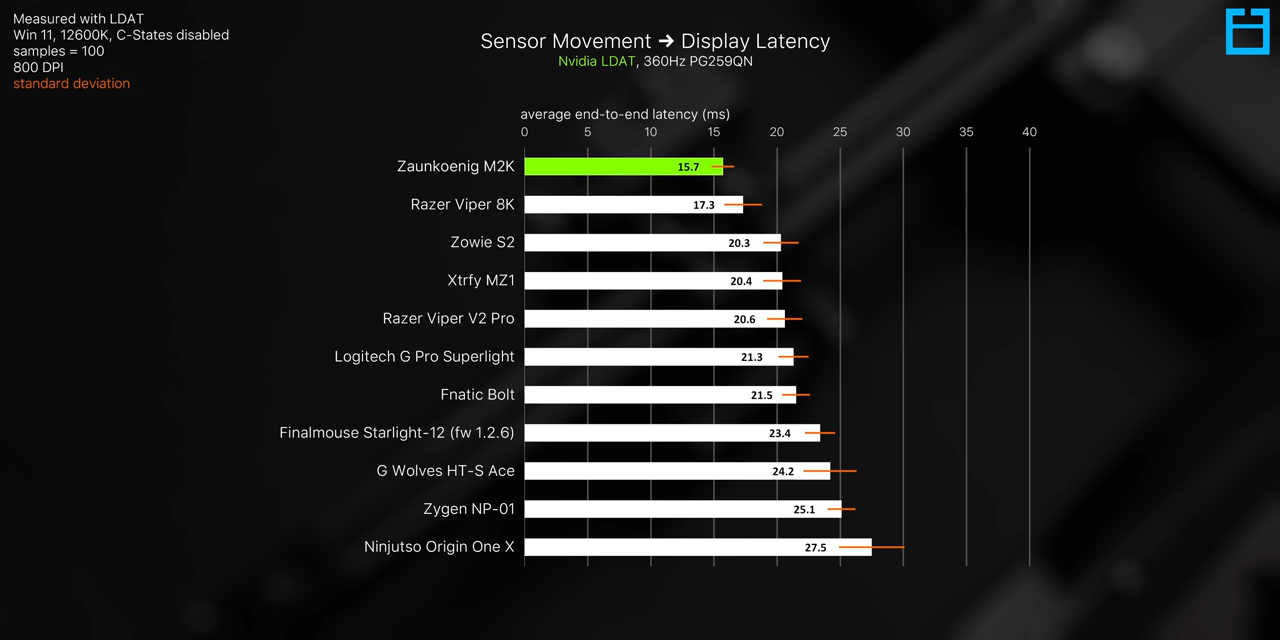 Measured with LDAT
Win 11, 12600K, C-States disabled
samples = 100
800 DPI
standard deviation
Sensor Movement → Display Latency
Nvidia LDAT, 360Hz PG259QN
average end-to-end latency (ms)
0 5 10 15 20 25 30 35 40
Zaunkoenig M2K 15.7
Razer Viper 8K 17.3
Zowie S2 20.3
Xtrfy MZ1 20.4
Razer Viper V2 Pro 20.6
Logitech G Pro Superlight 21.3
Fnatic Bolt 21.5
Finalmouse Starlight-12 (fw 1.2.6) 23.4
G Wolves HT-S Ace 24.2
Zygen NP-01 25.1
Ninjutso Origin One X 27.5